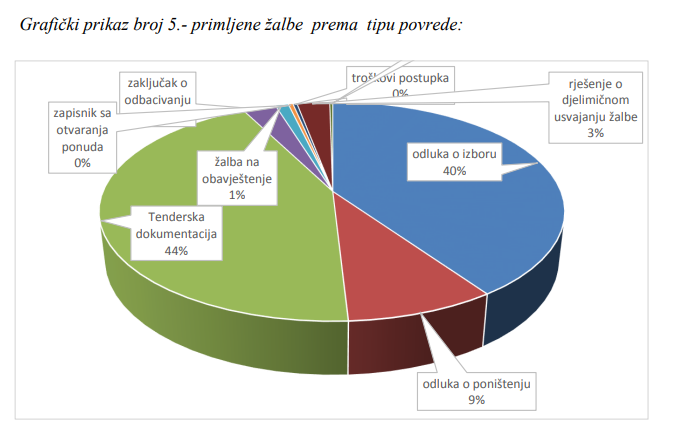 Grafički prikaz broj 5.- primljene žalbe prema tipu povrede:
zaključak o
odbacivanju
troškovi postupka
0%
rješenje o
djelimičnom
usvajanju žalbe
3%
zapisnik sa
otvaranja
ponuda
0%
žalba na
obavještenje
1%
odluka o izboru
40%
Tenderska
dokumentacija
44%
odluka o poništenju
9%